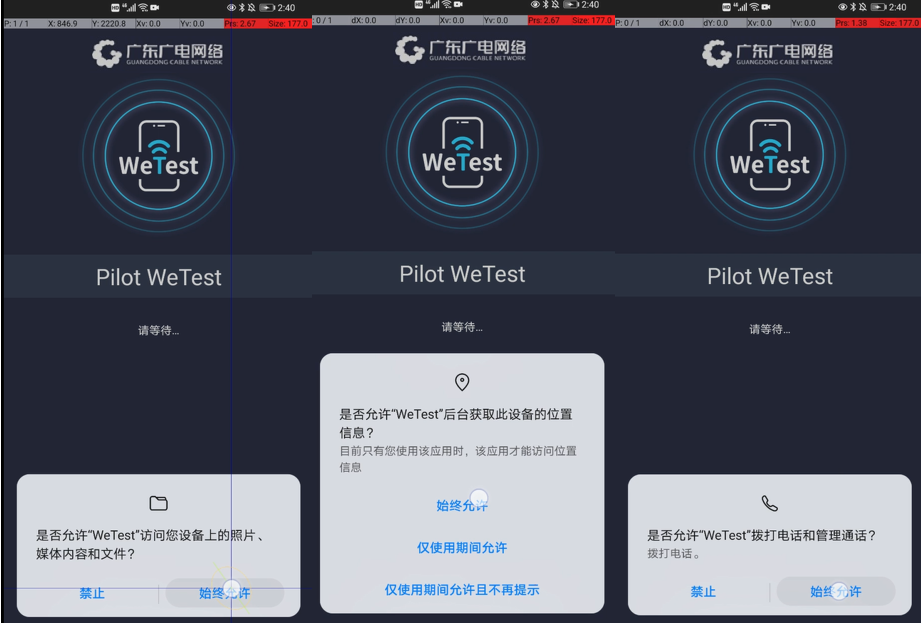 2:40
P: 1 / 1 X: 846.9 Y: 2220.8 Xv: 0.0 Yv: 0.0 Prs: 2.67 Size: 177.0
广东广电网络
GUANGDONG CABLE NETWORK
WeTest
Pilot WeTest
请等待...
是否允许“WeTest”访问您设备上的照片、
媒体内容和文件?
禁止 始终允许
2:40
P: 0 / 1 dX: 0.0 dY: 0.0 Xv: 0.0 Yv: 0.0 Prs: 2.67 Size: 177.0
广东广电网络
GUANGDONG CABLE NETWORK
WeTest
Pilot WeTest
请等待...
是否允许“WeTest”后台获取此设备的位置
信息?
目前只有您使用该应用时，该应用才能访问位置
信息
始终允许
仅使用期间允许
仅使用期间允许且不再提示
2:40
P: 0 / 1 dX: 0.0 dY: 0.0 Xv: 0.0 Yv: 0.0 Prs: 1.38 Size: 177.0
广东广电网络
GUANGDONG CABLE NETWORK
WeTest
Pilot WeTest
请等待...
是否允许“WeTest”拨打电话和管理通话?
拨打电话。
禁止 始终允许